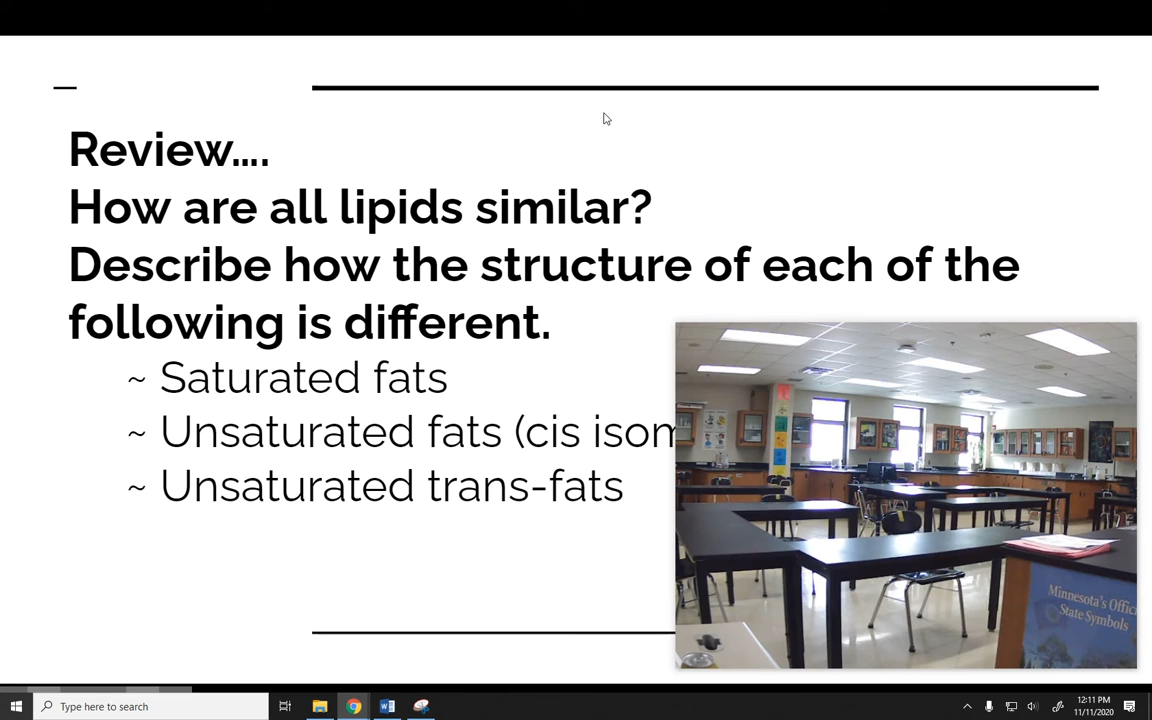 Review....
How are all lipids similar?
Describe how the structure of each of the
following is different.
~ Saturated fats
~ Unsaturated fats (cis isom
~ Unsaturated trans-fats
Minnesota's Offic
State Symbols
Type here to search
12:11 PM
11/11/2020